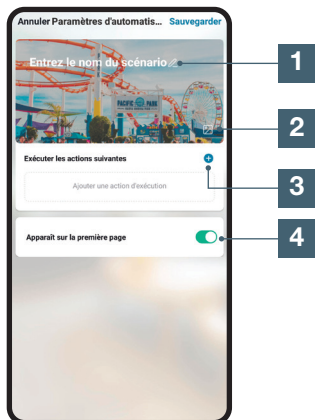 Annuler Paramètres d'automatis... Sauvegarder
Entrez le nom du scénario
PACIFIC PARK
Exécuter les actions suivantes
Ajouter une action d'exécution
Apparaît sur la première page
1
2
3
4